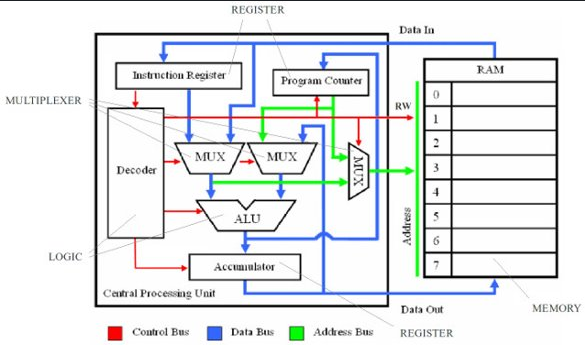 REGISTER
Data In
Instruction Register
Program Counter
RAM
MULTIPLEXER
RW
0
1
2
3
4
5
6
7
Decoder
MUX
MUX
MUX
ALU
Address
LOGIC
Accumulator
Central Processing Unit
Data Out
MEMORY
Control Bus
Data Bus
Address Bus
REGISTER